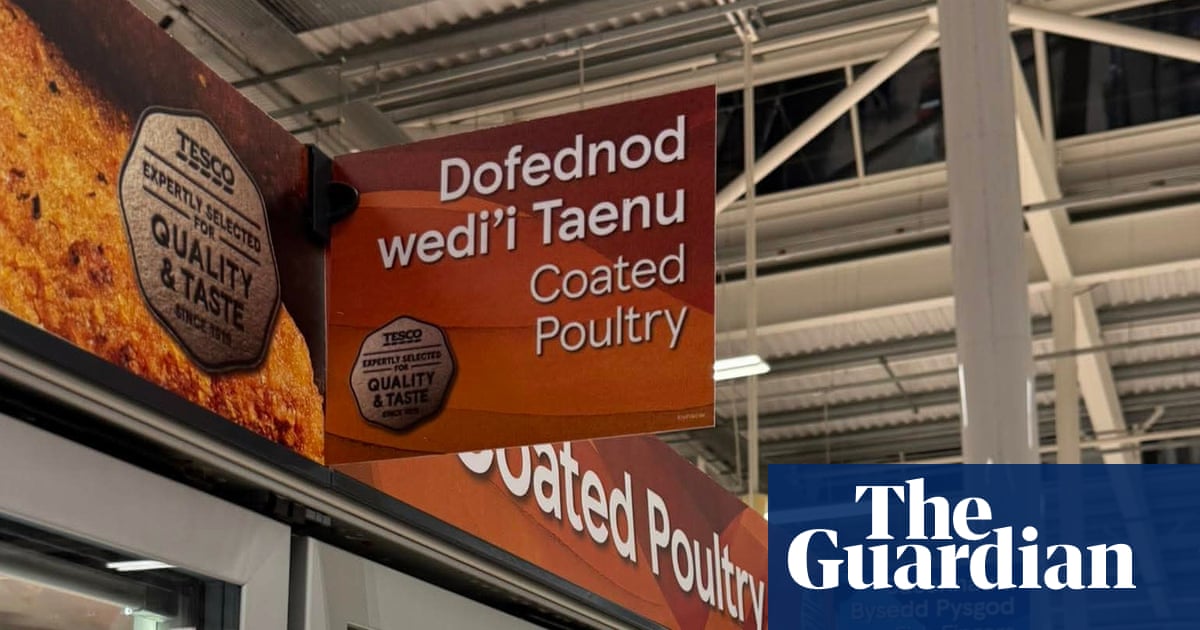 TESCO
EXPERTLY SELECTED
FOR
QUALITY
& TASTE
SINCE 1919
Dofednod
wedi'i Taenu
Coated
Poultry
TESCO
EXPERTLY SELECTED
FOR
QUALITY
& TASTE
SINCE 1919
Coated Poultry
The
Guardian
Bysedd Pysgod